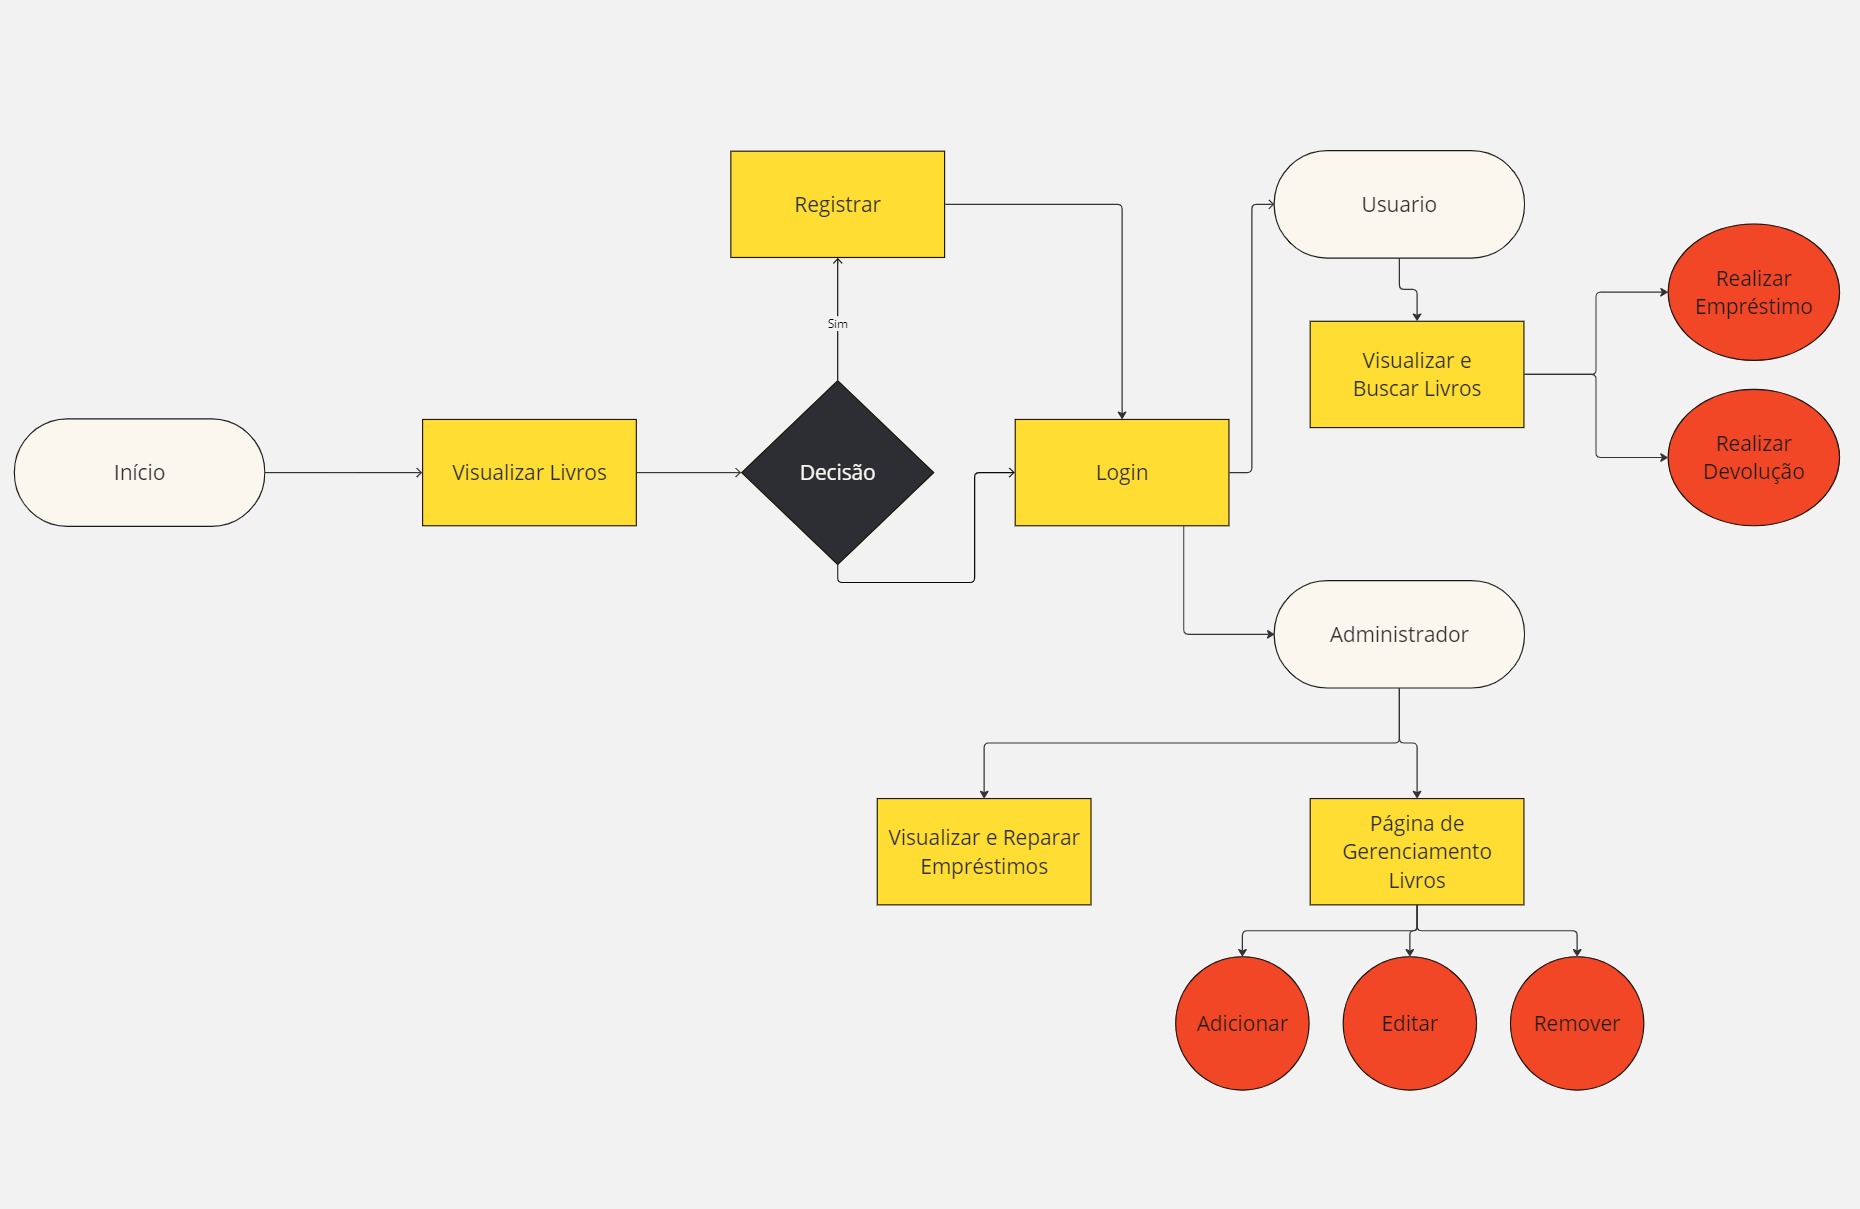 Início
Visualizar Livros
Decisão
Sim
Registrar
Login
Usuario
Visualizar e
Buscar Livros
Realizar
Empréstimo
Realizar
Devolução
Administrador
Visualizar e Reparar
Empréstimos
Página de
Gerenciamento
Livros
Adicionar
Editar
Remover